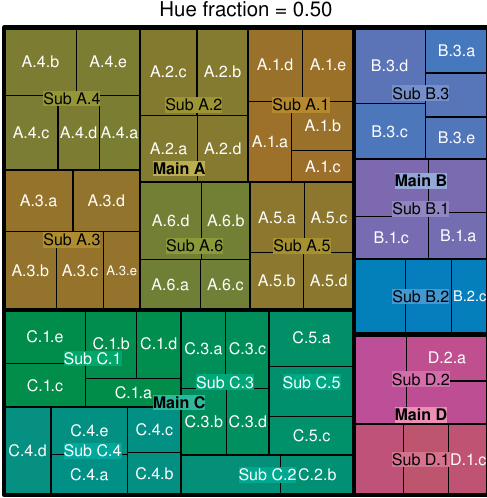 Hue fraction = 0.50
A.4.b
A.4.e
Sub A.4
A.4.c
A.4.d
A.4.a
A.2.c
A.2.b
Sub A.2
A.2.a
A.2.d
A.1.d
A.1.e
Sub A.1
A.1.a
A.1.b
A.1.c
Main A
A.3.a
A.3.d
Sub A.3
A.3.b
A.3.c
A.3.e
A.6.d
A.6.b
Sub A.6
A.6.a
A.6.c
A.5.a
A.5.c
Sub A.5
A.5.b
A.5.d
B.3.d
B.3.a
Sub B.3
B.3.c
B.3.e
Main B
Sub B.1
B.1.c
B.1.a
Sub B.2
B.2.c
C.1.e
C.1.b
C.1.d
Sub C.1
C.1.c
C.1.a
C.3.a
C.3.c
Sub C.3
C.3.b
C.3.d
C.5.a
Sub C.5
C.5.c
Main C
C.4.d
C.4.e
C.4.c
Sub C.4
C.4.a
C.4.b
Sub C.2
C.2.b
D.2.a
Sub D.2
Main D
Sub D.1
D.1.c